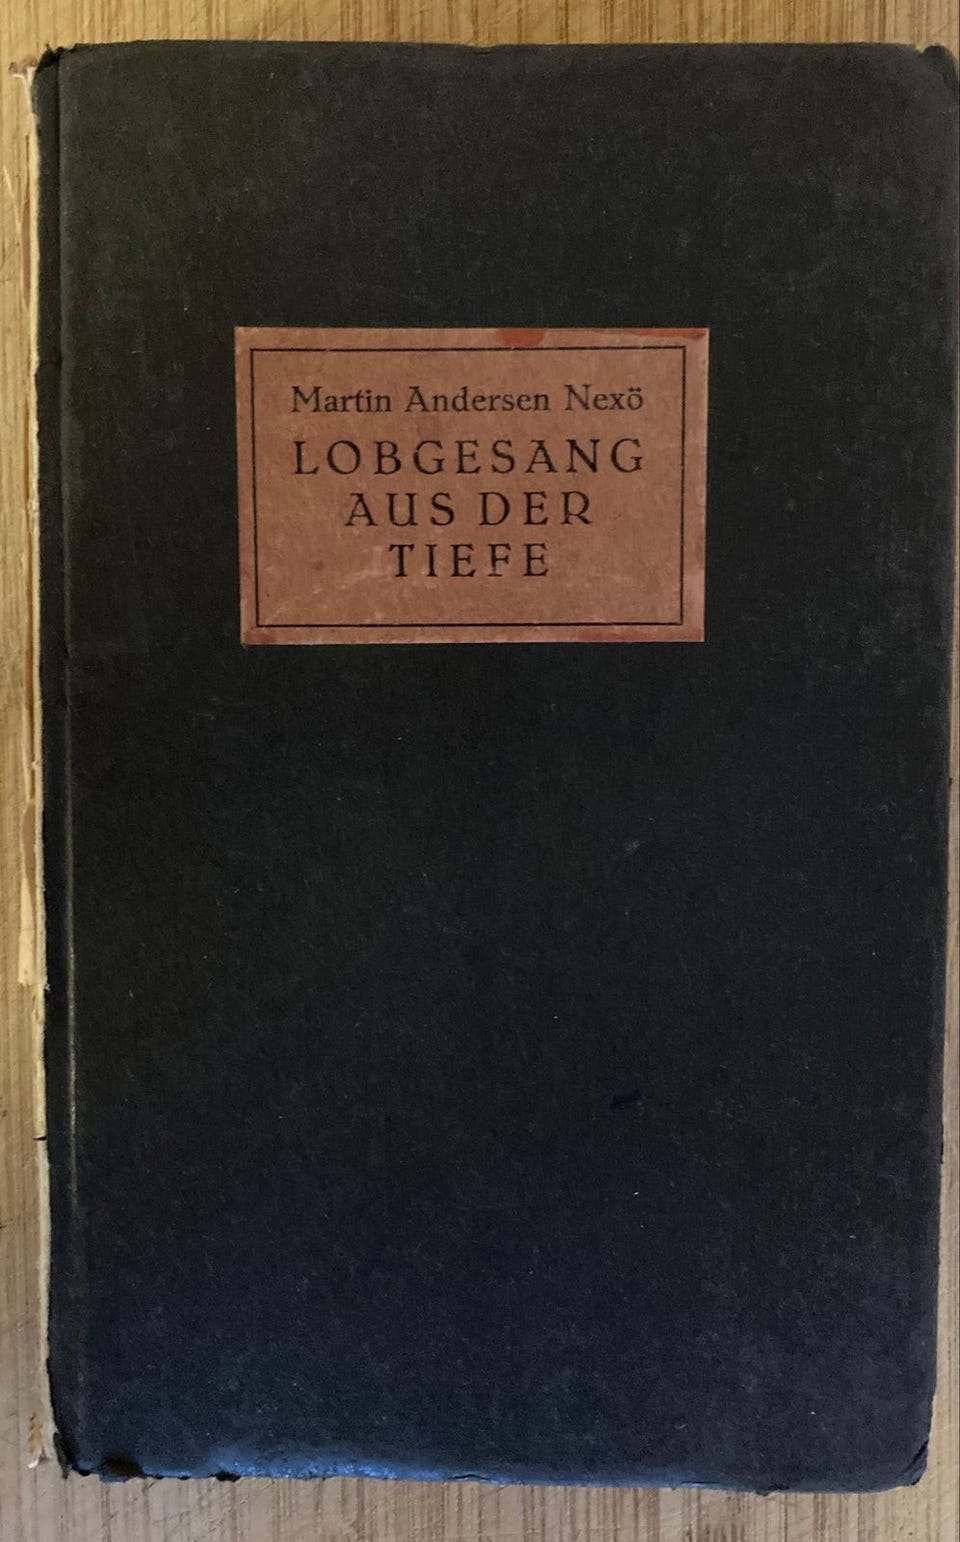 Martin Andersen Nexö
LOBGESANG
AUS DER
TIEFE